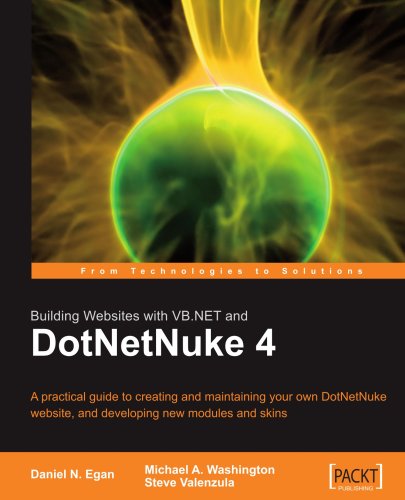 From Technologies to Solutions
Building Websites with VB.NET and
DotNetNuke 4
A practical guide to creating and maintaining your own DotNetNuke
website, and developing new modules and skins
Daniel N. Egan
Michael A. Washington
Steve Valenzula
PACKT
PUBLISHING